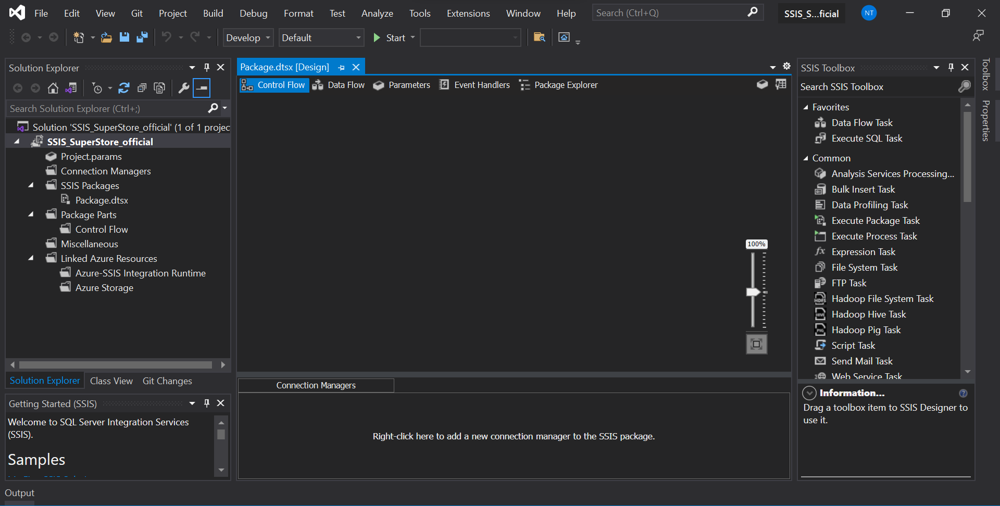 File Edit View Git Project Build Debug Format Test Analyze Tools Extensions Window Help Search (Ctrl+Q) SSIS_S...ficial NT
Develop Default Start
Solution Explorer
Search Solution Explorer (Ctrl+;)
Solution 'SSIS_SuperStore_official' (1 of 1 projec
SSIS_SuperStore_official
Project.params
Connection Managers
SSIS Packages
Package.dtsx
Package Parts
Control Flow
Miscellaneous
Linked Azure Resources
Azure-SSIS Integration Runtime
Azure Storage
Solution Explorer Class View Git Changes
Getting Started (SSIS)
Welcome to SQL Server Integration Services
(SSIS).
Samples
Output
Package.dtsx [Design]
Control Flow Data Flow Parameters Event Handlers Package Explorer
100%
Connection Managers
Right-click here to add a new connection manager to the SSIS package.
SSIS Toolbox
Search SSIS Toolbox
Favorites
Data Flow Task
Execute SQL Task
Common
Analysis Services Processing...
Bulk Insert Task
Data Profiling Task
Execute Package Task
Execute Process Task
fx Expression Task
File System Task
FTP Task
HDFS Hadoop File System Task
HIVE Hadoop Hive Task
PIG Hadoop Pig Task
Script Task
Send Mail Task
Web Service Task
Information...
Drag a toolbox item to SSIS Designer to
use it.
Toolbox
Properties